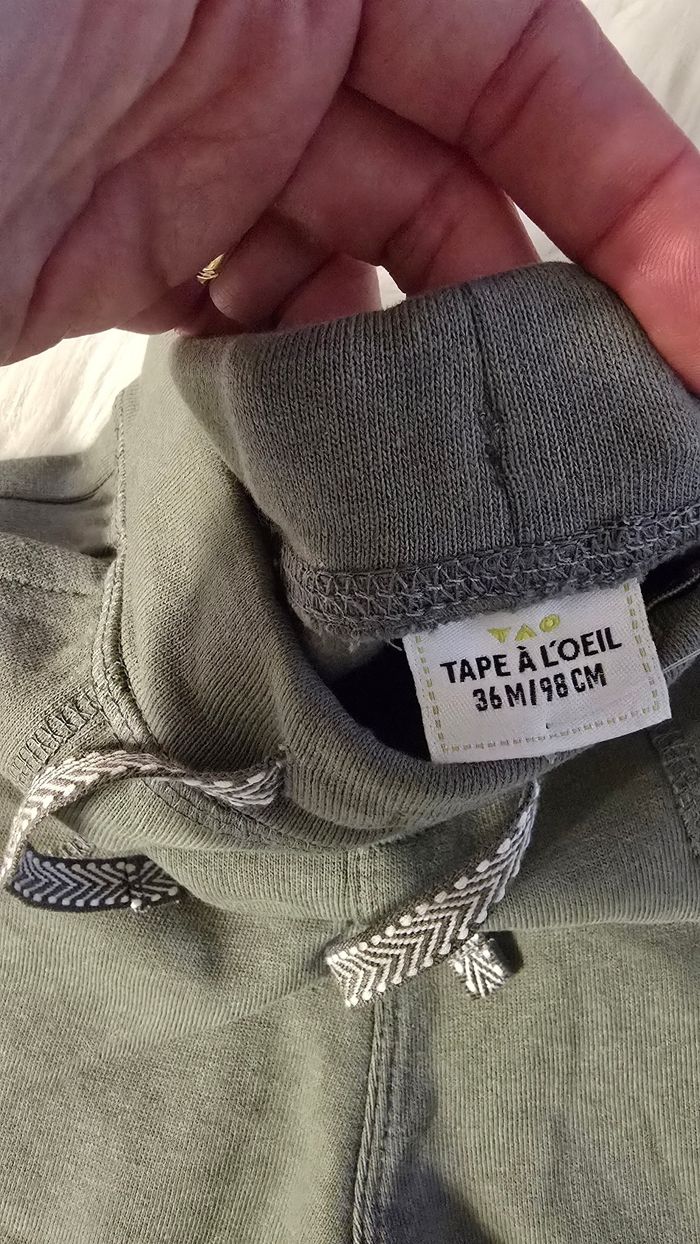 TAO
TAPE À L'OEIL
36M/98CM